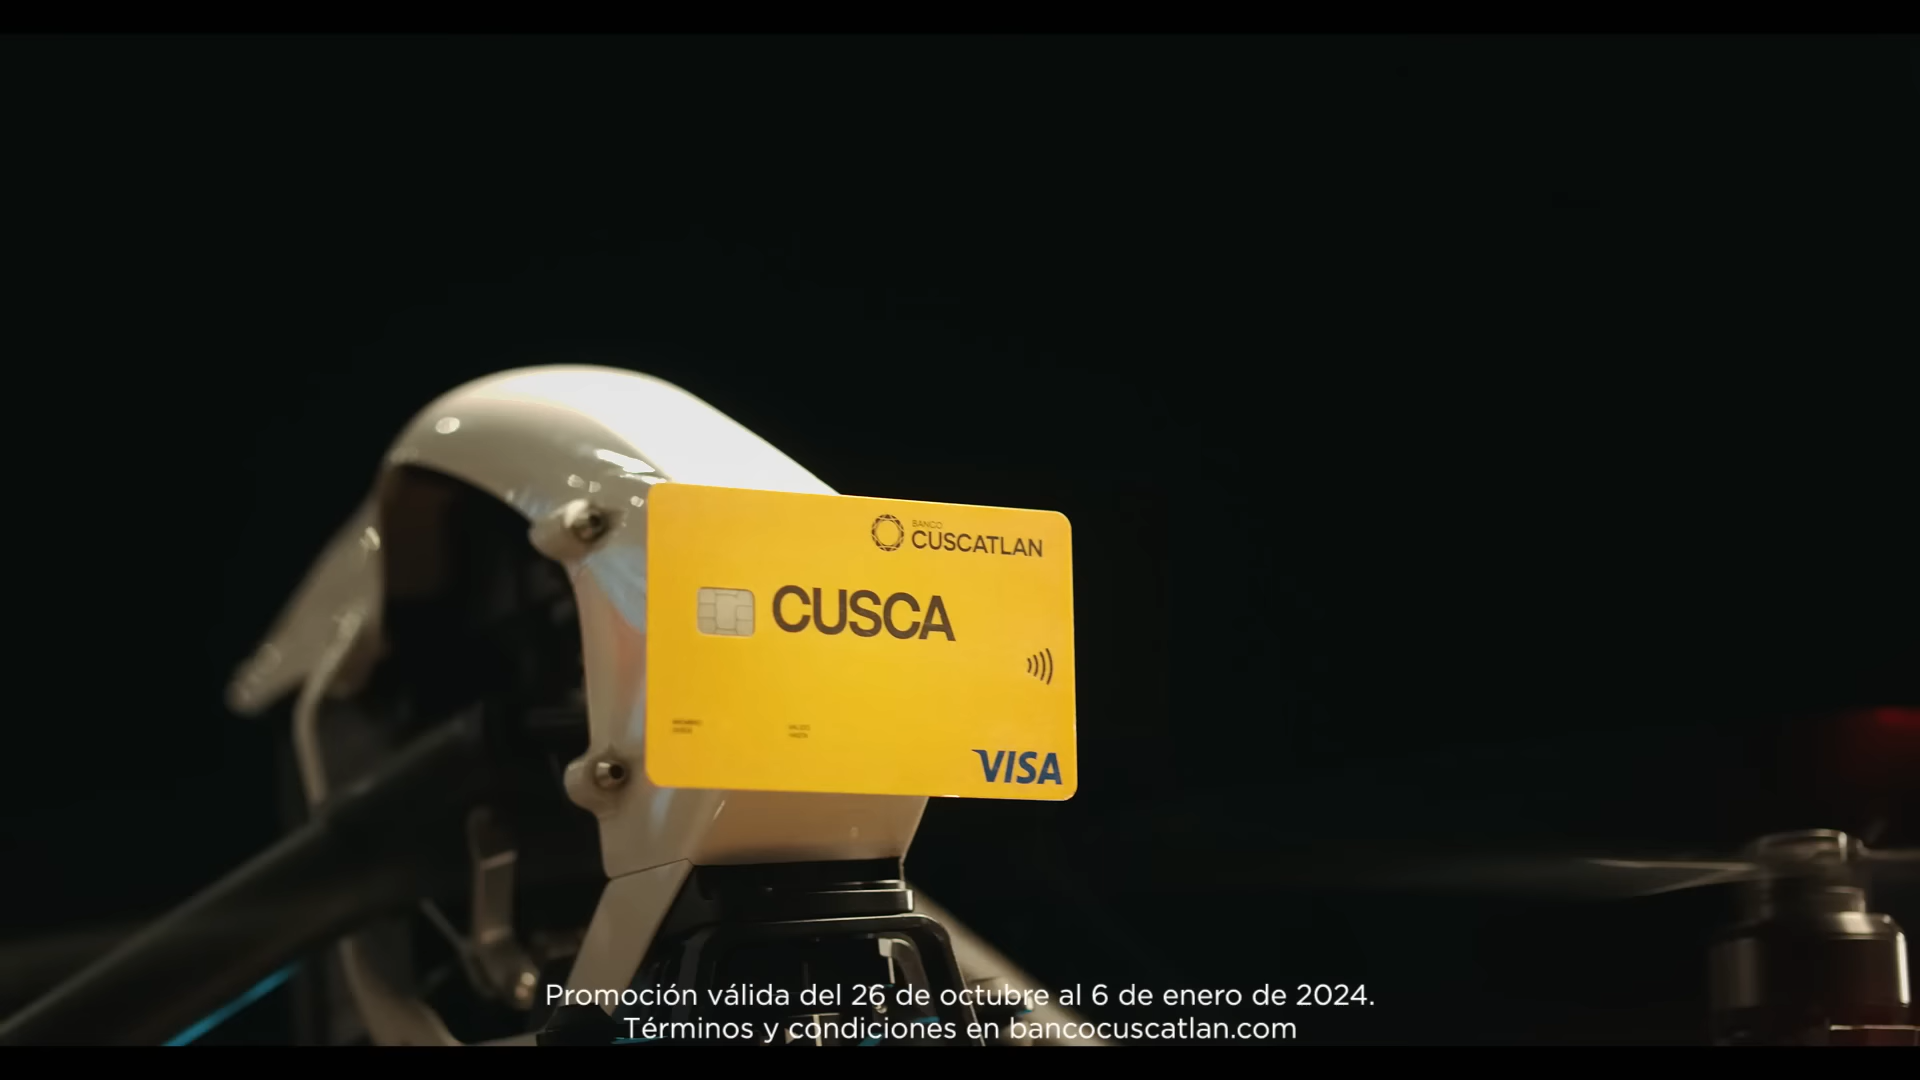 BANCO
CUSCATLAN
CUSCA
VISA
Promoción válida del 26 de octubre al 6 de enero de 2024.
Términos y condiciones en bancocuscatlan.com